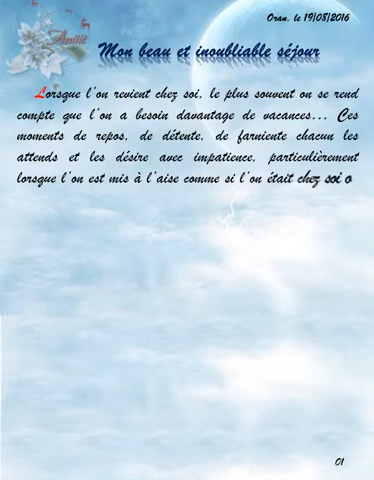 Oran. le 19/08/2016
Amitié
Mon beau et inoubliable séjour
Lorsque l'on revient chez soi, le plus souvent on se rend
compte que l'on a besoin davantage de vacances... Ces
moments de repos, de détente, de farniente chacun les
attends et les désire avec impatience, particulièrement
lorsque l'on est mis à l'aise comme si l'on était chez soi o
01